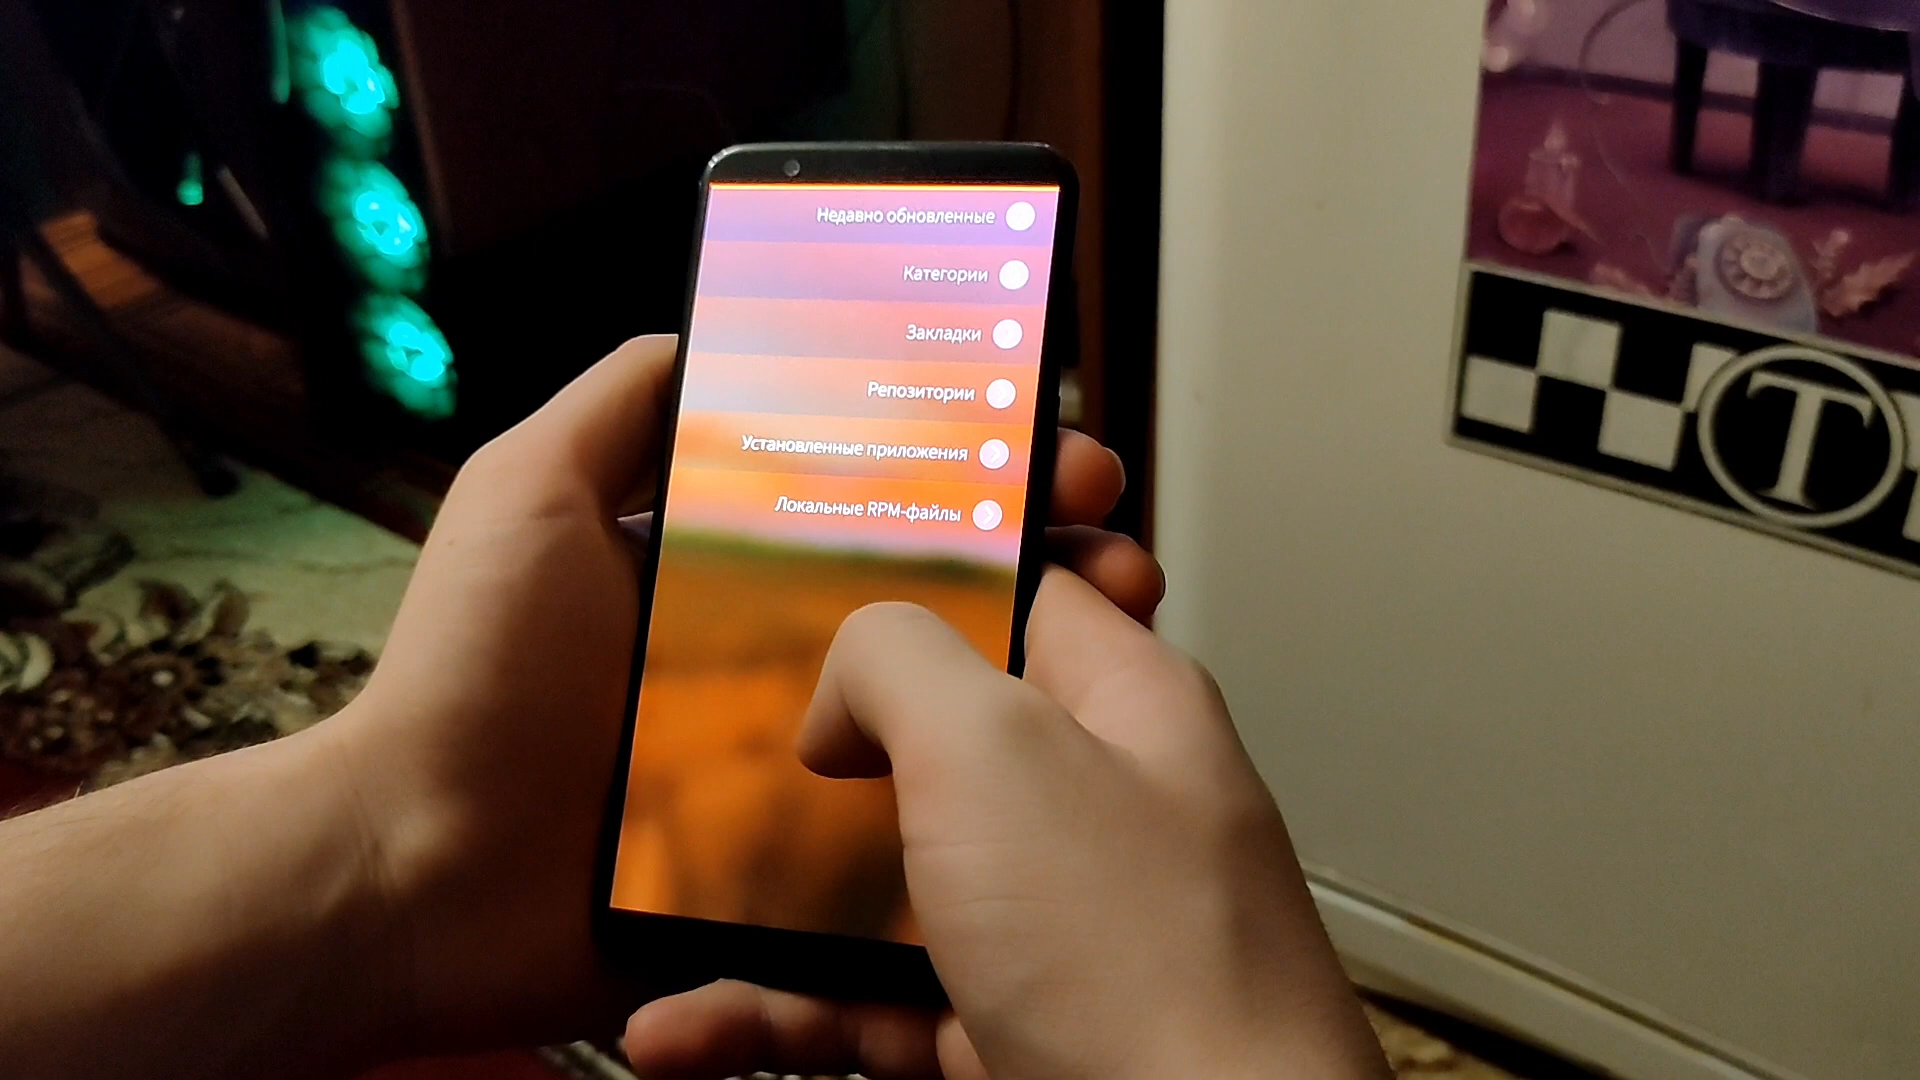 Недавно обновленные
Категории
Закладки
Репозитории
Установленные приложения
Локальные RPM-файлы
T